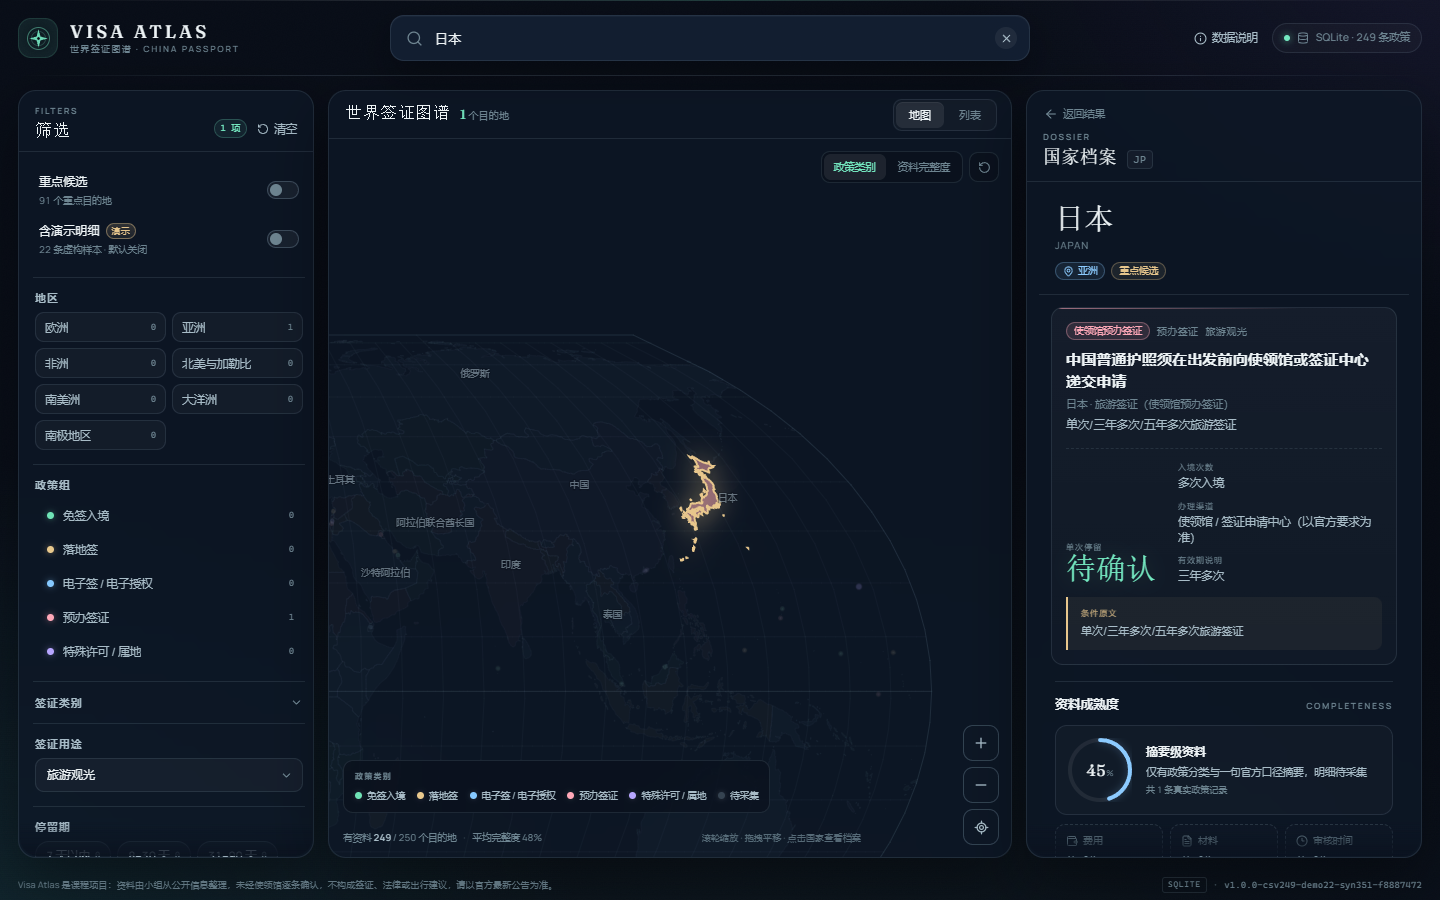 VISA ATLAS
世界签证图谱 · CHINA PASSPORT
日本
数据说明
SQLite · 249 条政策
FILTERS
筛选
1 项
清空
重点候选
91 个重点目的地
含演示明细 演示
22 条虚构样本 · 默认关闭
地区
欧洲 0
亚洲 1
非洲 0
北美与加勒比 0
南美洲 0
大洋洲 0
南极地区 0
政策组
免签入境 0
落地签 0
电子签 / 电子授权 0
预办签证 1
特殊许可 / 属地 0
签证类别
签证用途
旅游观光
停留期
世界签证图谱 1 个目的地
地图
列表
政策类别
资料完整度
俄罗斯
土耳其
中国
日本
阿拉伯联合酋长国
沙特阿拉伯
印度
泰国
政策类别
免签入境
落地签
电子签 / 电子授权
预办签证
特殊许可 / 属地
待采集
有资料 249 / 250 个目的地 · 平均完整度 48%
滚轮缩放 · 拖拽平移 · 点击国家查看档案
返回结果
DOSSIER
国家档案 JP
日本
JAPAN
亚洲
重点候选
使领馆预办签证 预办签证 旅游观光
中国普通护照须在出发前向使领馆或签证中心
递交申请
日本 · 旅游签证（使领馆预办签证）
单次/三年多次/五年多次旅游签证
入境次数
多次入境
办理渠道
使领馆 / 签证申请中心（以官方要求为
准）
单次停留
待确认
有效期说明
三年多次
条件原文
单次/三年多次/五年多次旅游签证
资料成熟度
COMPLETENESS
45%
摘要级资料
仅有政策分类与一句官方口径摘要，明细待采集
共 1 条真实政策记录
费用
材料
审核时间
Visa Atlas 是课程项目：资料由小组从公开信息整理，未经使领馆逐条确认，不构成签证、法律或出行建议，请以官方最新公告为准。
SQLITE · v1.0.0-csv249-demo22-syn351-f8887472